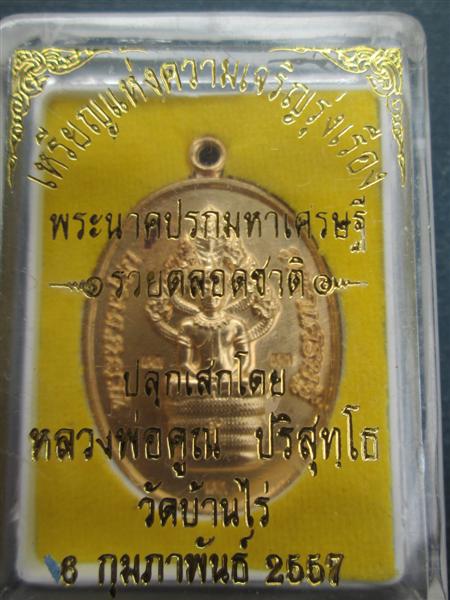 เหรียญแห่งความเจริญรุ่งเรือง
พระนาคปรกมหาเศรษฐี
๑ รวยตลอดชาติ ๑
ปลุกเสกโดย
หลวงพ่อคูณ ปริสุทฺโธ
วัดบ้านไร่
6 กุมภาพันธ์ 2557